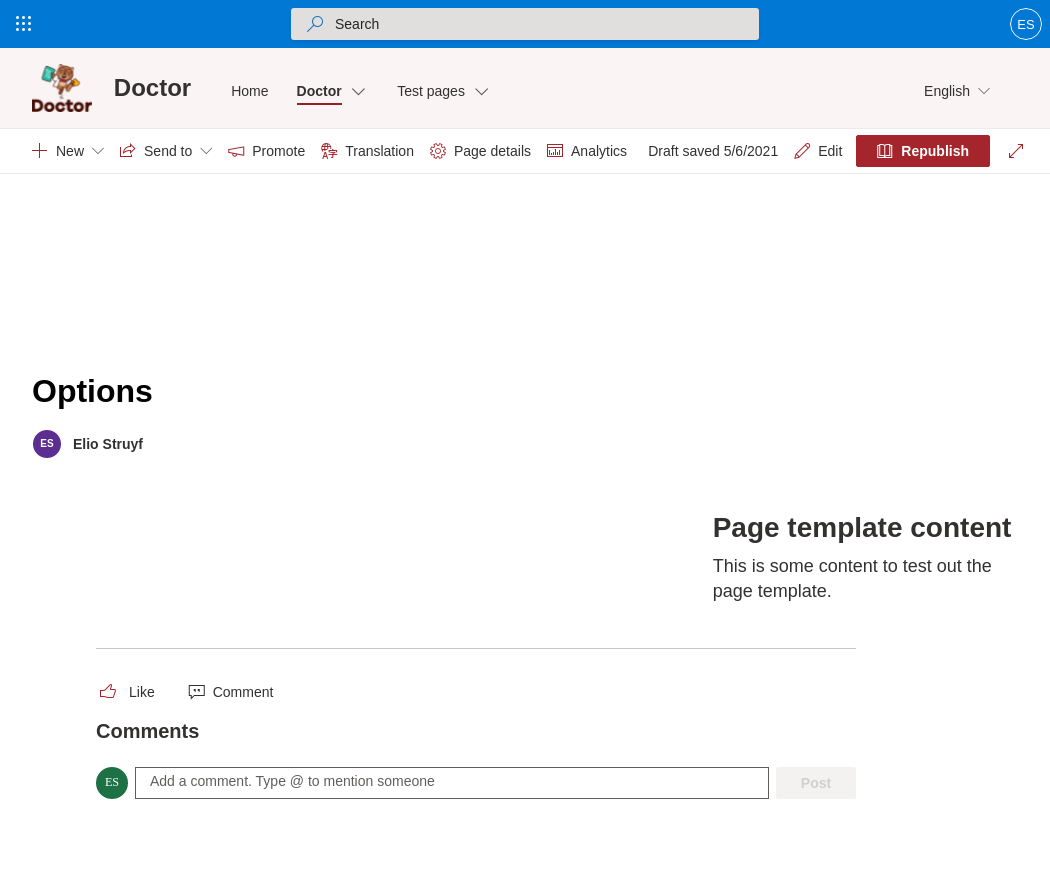 Search
ES
Doctor
Doctor
Home
Doctor
Test pages
English
New
Send to
Promote
Translation
Page details
Analytics
Draft saved 5/6/2021
Edit
Republish
Options
ES
Elio Struyf
Page template content
This is some content to test out the
page template.
Like
Comment
Comments
ES
Add a comment. Type @ to mention someone
Post